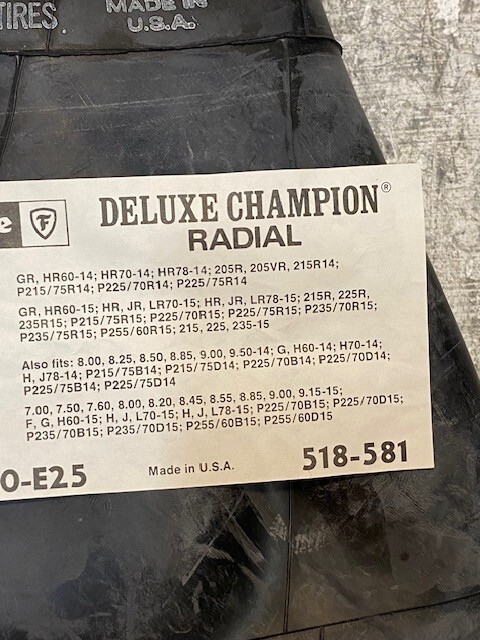 TIRES
MADE IN
U.S.A.
e F DELUXE CHAMPION®
RADIAL
GR, HR60-14; HR70-14; HR78-14; 205R, 205VR, 215R14;
P215/75R14; P225/70R14; P225/75R14
GR, HR60-15; HR, JR, LR70-15; HR, JR, LR78-15; 215R, 225R,
235R15; P215/75R15; P225/70R15; P225/75R15; P235/70R15;
P235/75R15; P255/60R15; 215, 225, 235-15
Also fits: 8.00, 8.25, 8.50, 8.85, 9.00, 9.50-14; G, H60-14; H70-14;
H, J78-14; P215/75B14; P215/75D14; P225/70B14; P225/70D14;
P225/75B14; P225/75D14
7.00, 7.50, 7.60, 8.00, 8.20, 8.45, 8.55, 8.85, 9.00, 9.15-15;
F, G, H60-15; H, J, L70-15; H, J, L78-15; P225/70B15; P225/70D15;
P235/70B15; P235/70D15; P255/60B15; P255/60D15
0-E25 Made in U.S.A. 518-581